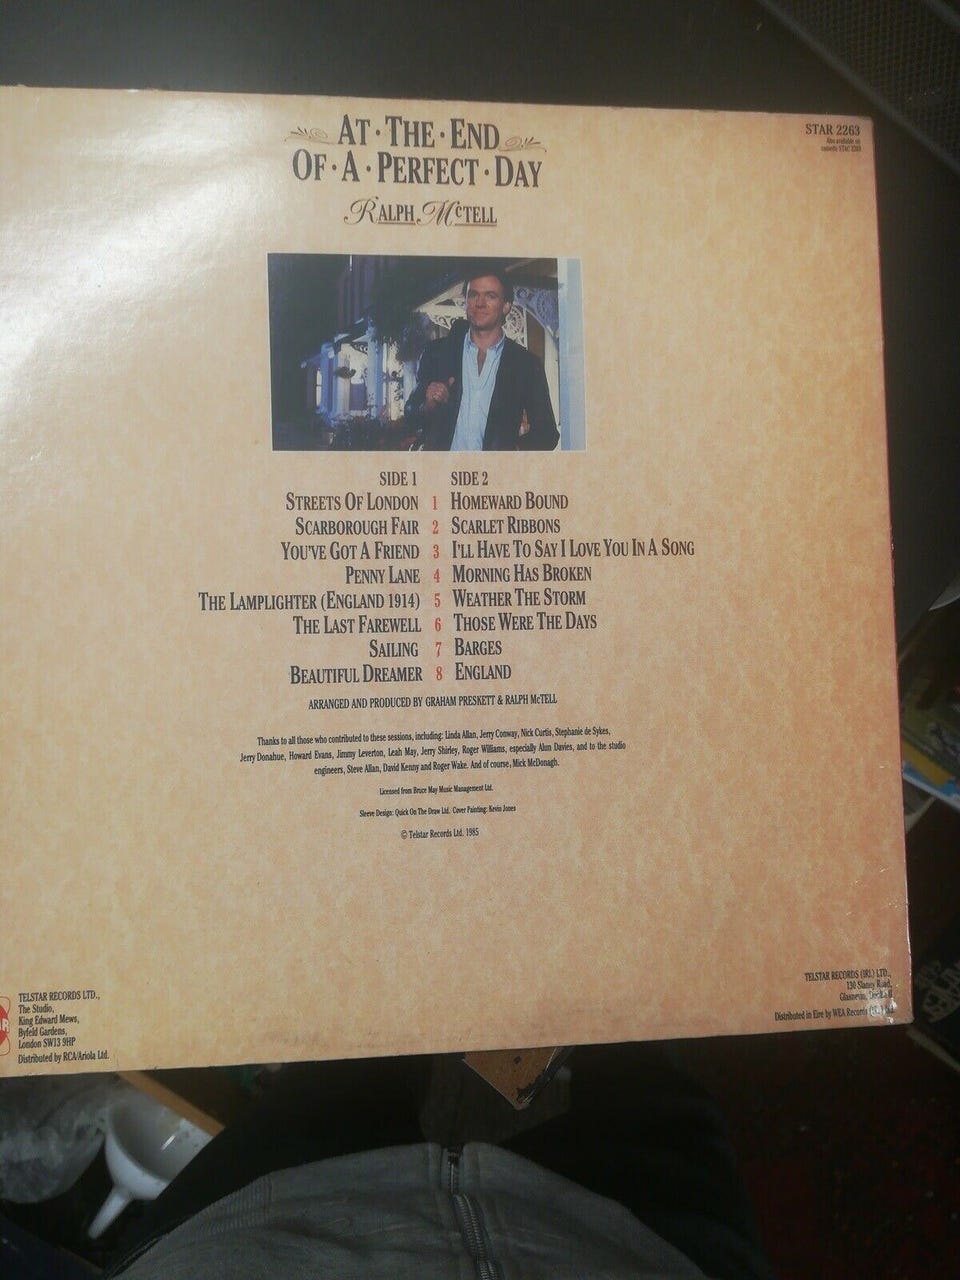 AT·THE·END
OF·A·PERFECT·DAY
RALPH McTELL
STAR 2263
Also available on
cassette STAC 2263
SIDE 1 SIDE 2
STREETS OF LONDON 1 HOMEWARD BOUND
SCARBOROUGH FAIR 2 SCARLET RIBBONS
YOU'VE GOT A FRIEND 3 I'LL HAVE TO SAY I LOVE YOU IN A SONG
PENNY LANE 4 MORNING HAS BROKEN
THE LAMPLIGHTER (ENGLAND 1914) 5 WEATHER THE STORM
THE LAST FAREWELL 6 THOSE WERE THE DAYS
SAILING 7 BARGES
BEAUTIFUL DREAMER 8 ENGLAND
ARRANGED AND PRODUCED BY GRAHAM PRESKETT & RALPH McTELL
Thanks to all those who contributed to these sessions, including: Linda Allan, Jerry Conway, Nick Curtis, Stephanie de Sykes,
Jerry Donahue, Howard Evans, Jimmy Leverton, Leah May, Jerry Shirley, Roger Williams, especially Alun Davies, and to the studio
engineers, Steve Allan, David Kenny and Roger Wake. And of course, Mick McDonagh.
Licensed from Bruce May Music Management Ltd.
Sleeve Design: Quick On The Draw Ltd. Cover Painting: Kevin Jones
© Telstar Records Ltd. 1985
TELSTAR RECORDS LTD.,
The Studio,
King Edward Mews,
Byfeld Gardens,
London SW13 9HP
Distributed by RCA/Ariola Ltd.
TELSTAR RECORDS (IRL) LTD.,
130 Slaney Road,
Glasnevin, Dublin 11.
Distributed in Eire by WEA Records